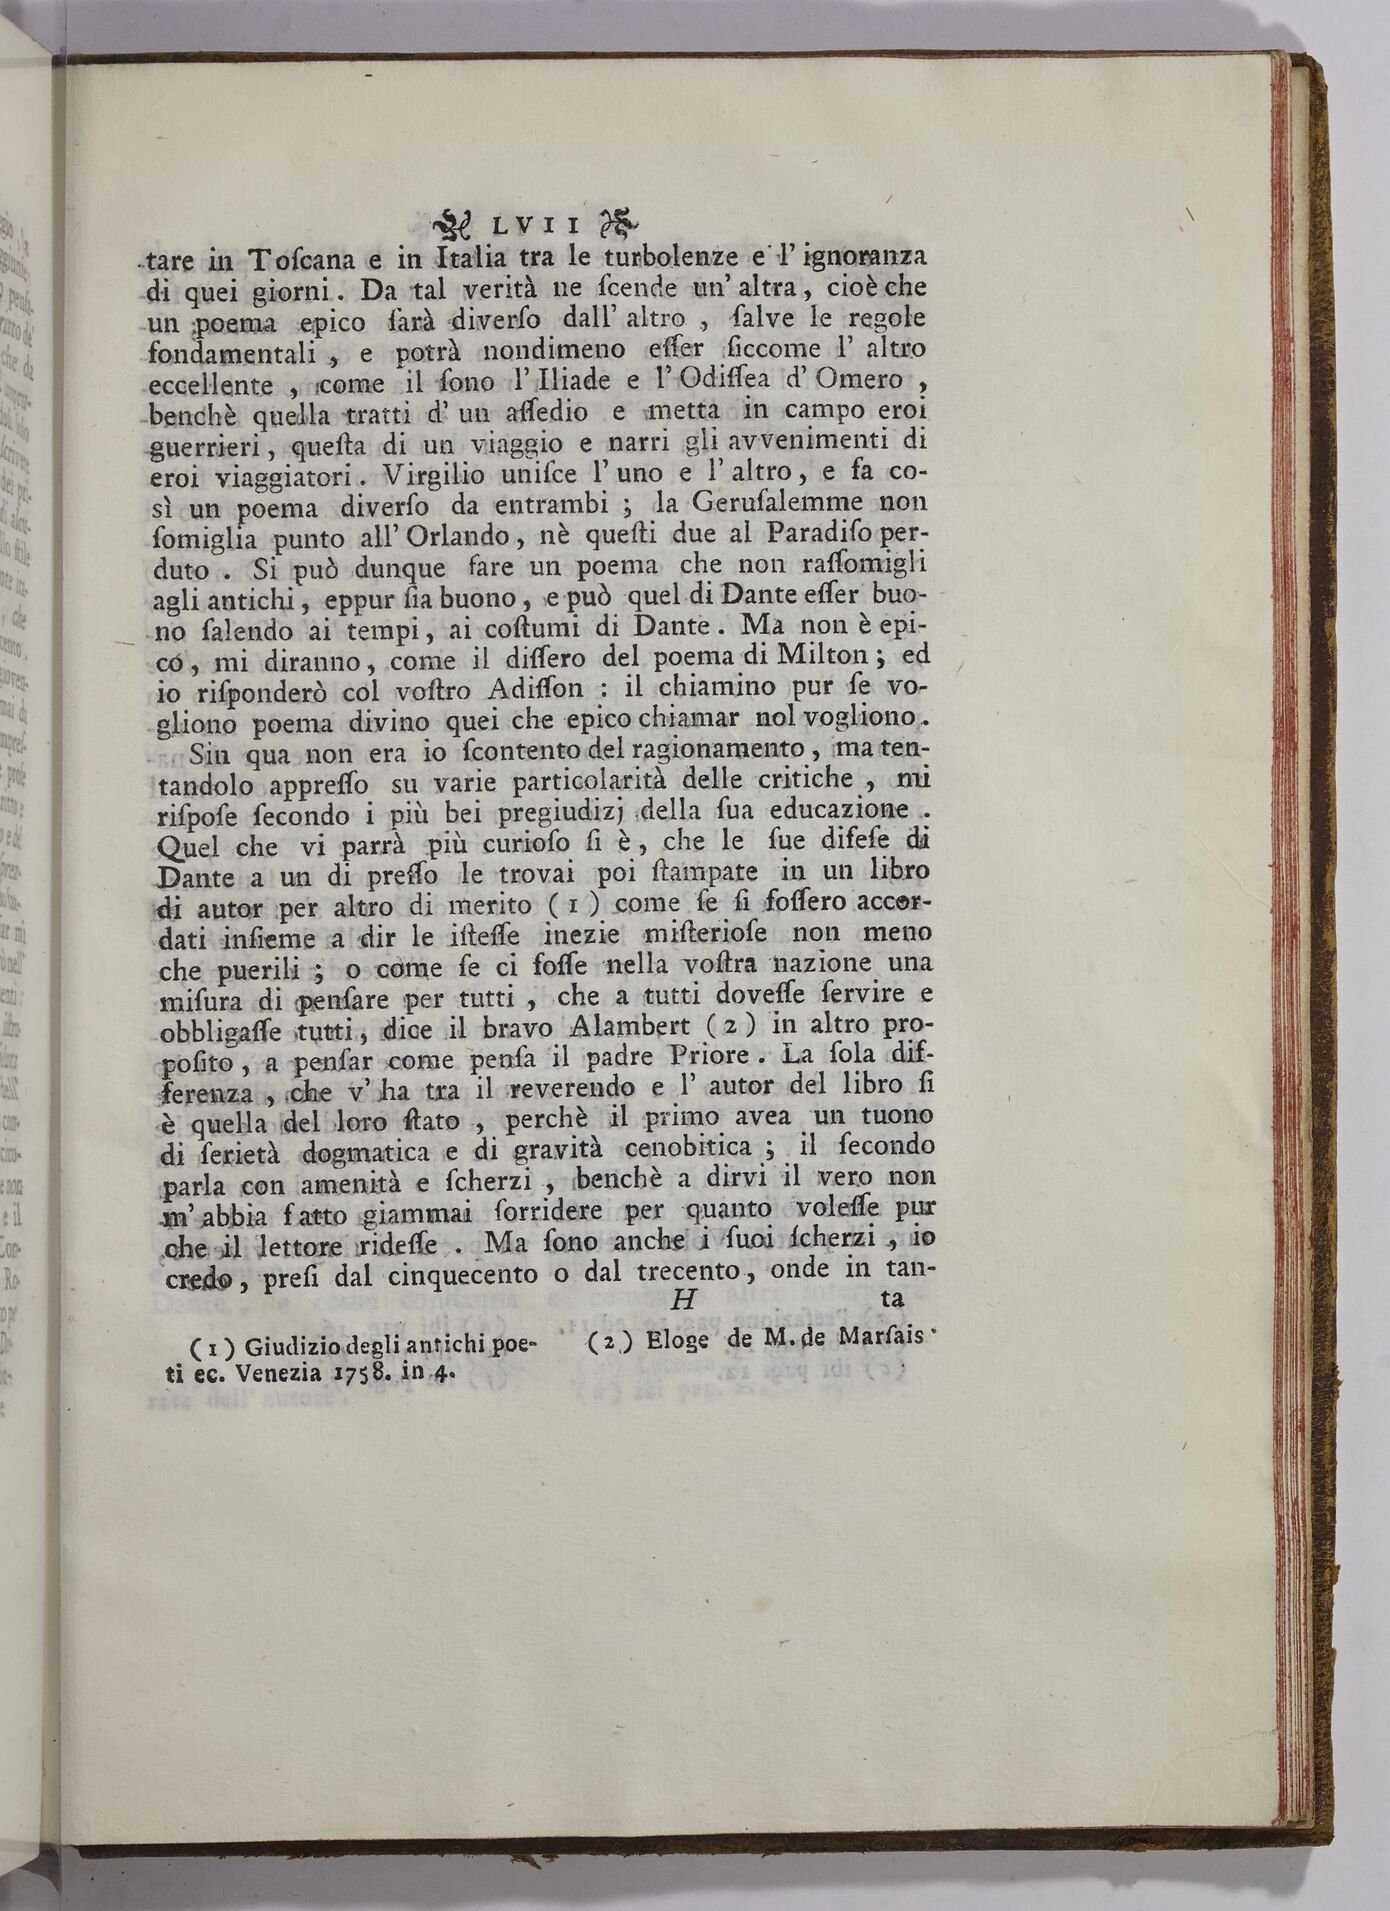 LVII
tare in Toſcana e in Italia tra le turbolenze e l' ignoranza
di quei giorni. Da tal verità ne ſcende un' altra, cioè che
un poema epico ſarà diverſo dall' altro , ſalve le regole
fondamentali , e potrà nondimeno eſſer ſiccome l' altro
eccellente , come il ſono l' Iliade e l' Odiſſea d' Omero ,
benchè quella tratti d' un aſſedio e metta in campo eroi
guerrieri, queſta di un viaggio e narri gli avvenimenti di
eroi viaggiatori. Virgilio uniſce l' uno e l' altro, e fa co-
sì un poema diverſo da entrambi ; la Geruſalemme non
ſomiglia punto all' Orlando, nè queſti due al Paradiſo per-
duto . Si può dunque fare un poema che non raſſomigli
agli antichi, eppur ſia buono, e può quel di Dante eſſer buo-
no ſalendo ai tempi, ai coſtumi di Dante. Ma non è epi-
co, mi diranno, come il diſſero del poema di Milton; ed
io riſponderò col voſtro Adiſſon : il chiamino pur ſe vo-
gliono poema divino quei che epico chiamar nol vogliono.
Sin qua non era io ſcontento del ragionamento, ma ten-
tandolo appreſſo su varie particolarità delle critiche , mi
riſpoſe ſecondo i più bei pregiudizj della ſua educazione .
Quel che vi parrà più curioſo ſi è, che le ſue difeſe di
Dante a un di preſſo le trovai poi ſtampate in un libro
di autor per altro di merito (1) come ſe ſi foſſero accor-
dati inſieme a dir le iſteſſe inezie miſterioſe non meno
che puerili ; o come ſe ci foſſe nella voſtra nazione una
miſura di penſare per tutti , che a tutti doveſſe ſervire e
obbligaſſe tutti, dice il bravo Alambert (2) in altro pro-
poſito, a penſar come penſa il padre Priore. La ſola dif-
ferenza , che v' ha tra il reverendo e l' autor del libro ſi
è quella del loro ſtato , perchè il primo avea un tuono
di ſerietà dogmatica e di gravità cenobitica ; il ſecondo
parla con amenità e ſcherzi , benchè a dirvi il vero non
m' abbia fatto giammai ſorridere per quanto voleſſe pur
che il lettore rideſſe . Ma ſono anche i ſuoi ſcherzi , io
credo, preſi dal cinquecento o dal trecento, onde in tan-
H ta
(1) Giudizio degli antichi poe-
ti ec. Venezia 1758. in 4.
(2) Eloge de M. de Marſais.